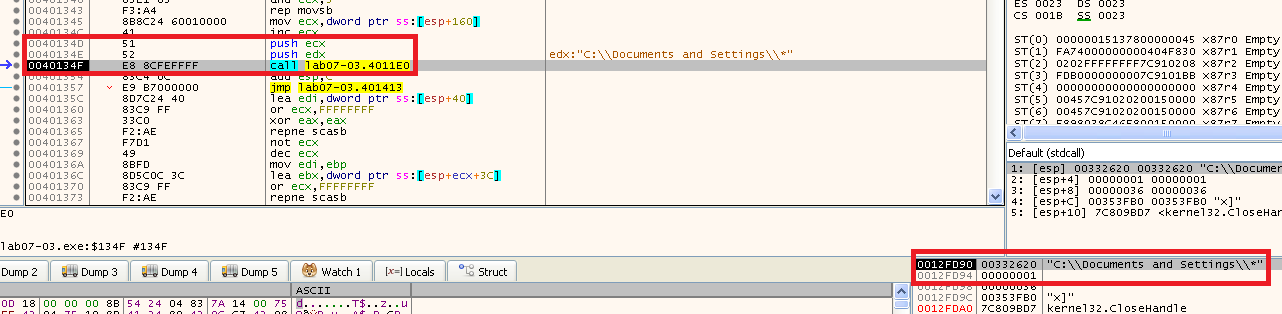 00401343 F3:A4 rep movsb
00401345 8B8C24 60010000 mov ecx,dword ptr ss:[esp+160]
0040134D 51 push ecx
0040134E 52 push edx edx:"C:\\Documents and Settings\\*"
0040134F E8 8CFEFFFF call lab07-03.4011E0
00401354 83C4 0C add esp,C
00401357 E9 B7000000 jmp lab07-03.401413
8D7C24 40 lea edi,dword ptr ss:[esp+40]
00401360 83C9 FF or ecx,FFFFFFFF
00401363 33C0 xor eax,eax
00401365 F2:AE repne scasb
00401367 F7D1 not ecx
00401369 49 dec ecx
0040136A 8BFD mov edi,ebp
0040136C 8D5C0C 3C lea ebx,dword ptr ss:[esp+ecx+3C]
00401370 83C9 FF or ecx,FFFFFFFF
00401373 F2:AE repne scasb
E0
lab07-03.exe:$134F #134F
ES 0023 DS 0023
CS 001B SS 0023
ST(0) 00000015137800000045 x87r0 Empty
ST(1) FA74000000000404F830 x87r1 Empty
ST(2) 0202FFFFFFFF7C910208 x87r2 Empty
ST(3) FDB00000007C9101BB x87r3 Empty
ST(4) 00000000000000000000 x87r4 Empty
ST(5) 00457C91020200150000 x87r5 Empty
ST(6) 00457C91020200150000 x87r6 Empty
Default (stdcall)
1: [esp] 00332620 00332620 "C:\\Docum
2: [esp+4] 00000001 00000001
3: [esp+8] 00000036 00000036
4: [esp+C] 00353FB0 00353FB0 "x]"
5: [esp+10] 7C809BD7 <kernel32.CloseHandle
Dump 2 Dump 3 Dump 4 Dump 5 Watch 1 [x=] Locals Struct
ASCII
0D 18 00 00 00 8B 54 24 04 83 7A 14 00 75 d.......T$..z..u
0012FD90 00332620 "C:\\Documents and Settings\\*"
0012FD94 00000001
0012FD98 00000036
0012FD9C 00353FB0 "x]"
0012FDA0 7C809BD7 kernel32.CloseHandle